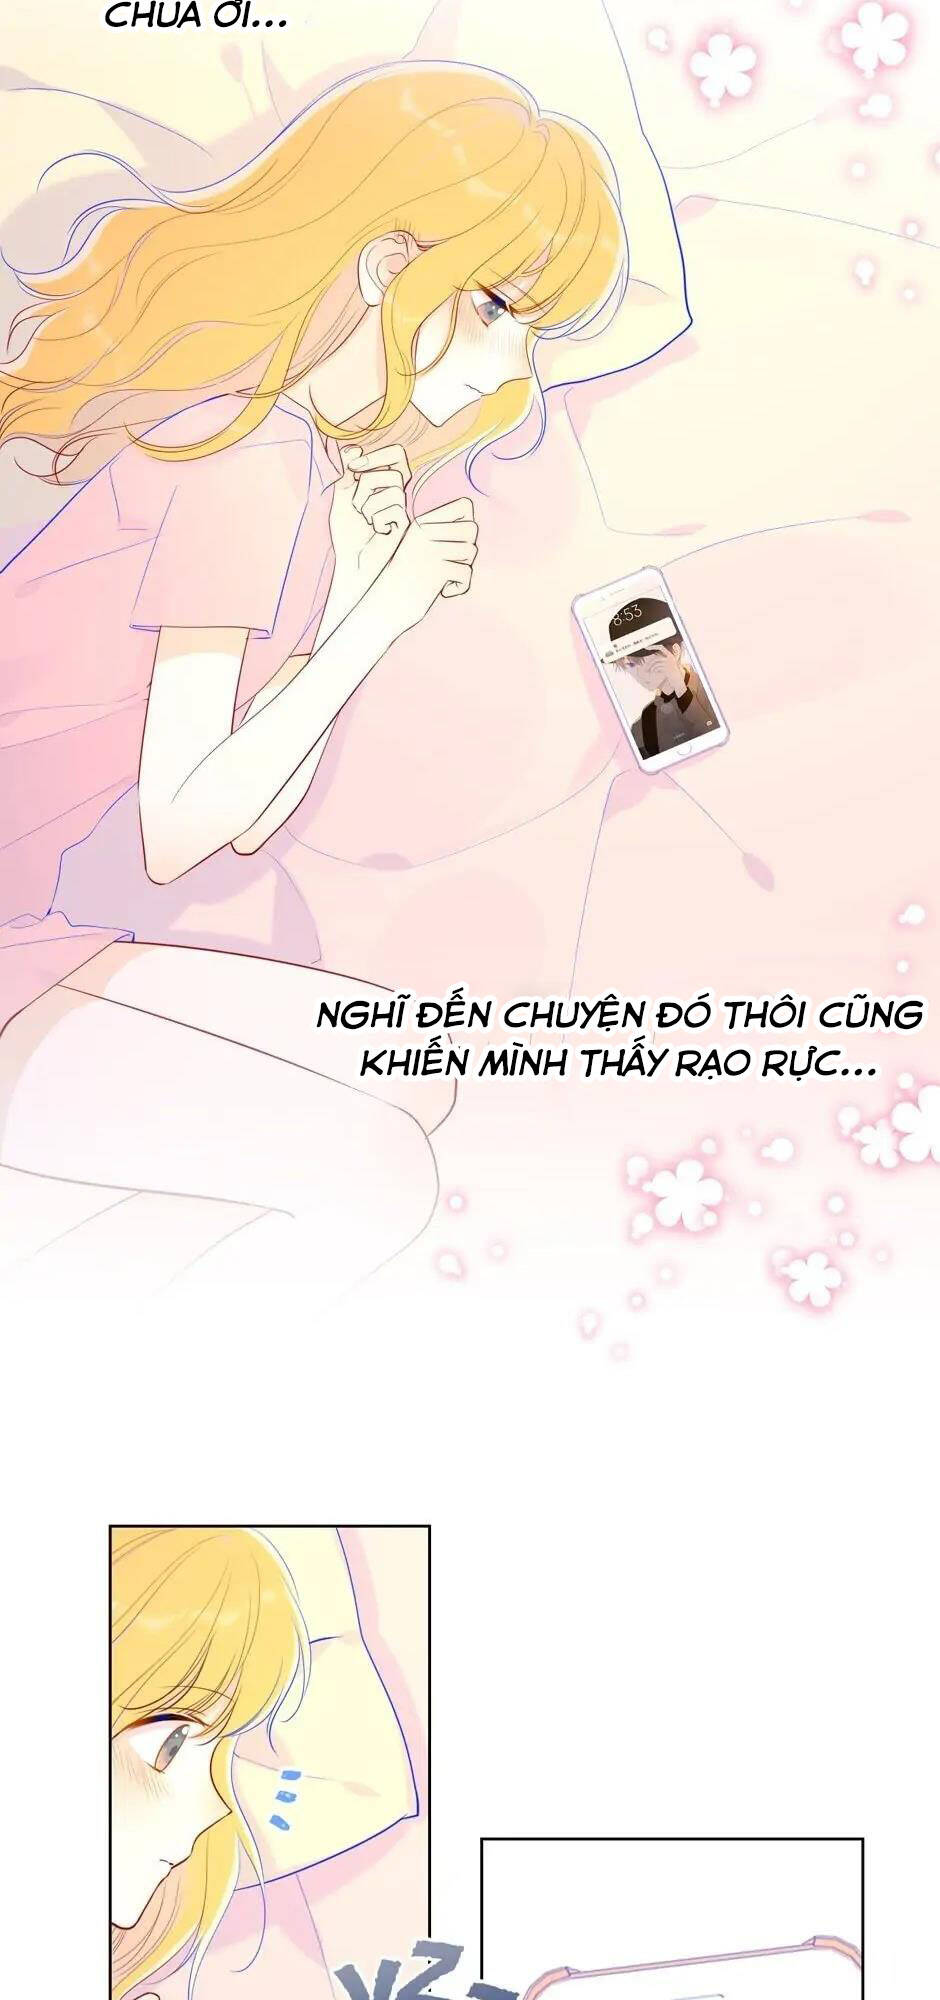 CHÚA ƠI...
8:53
NGHĨ ĐẾN CHUYỆN ĐÓ THÔI CŨNG
KHIẾN MÌNH THẤY RẠO RỰC...